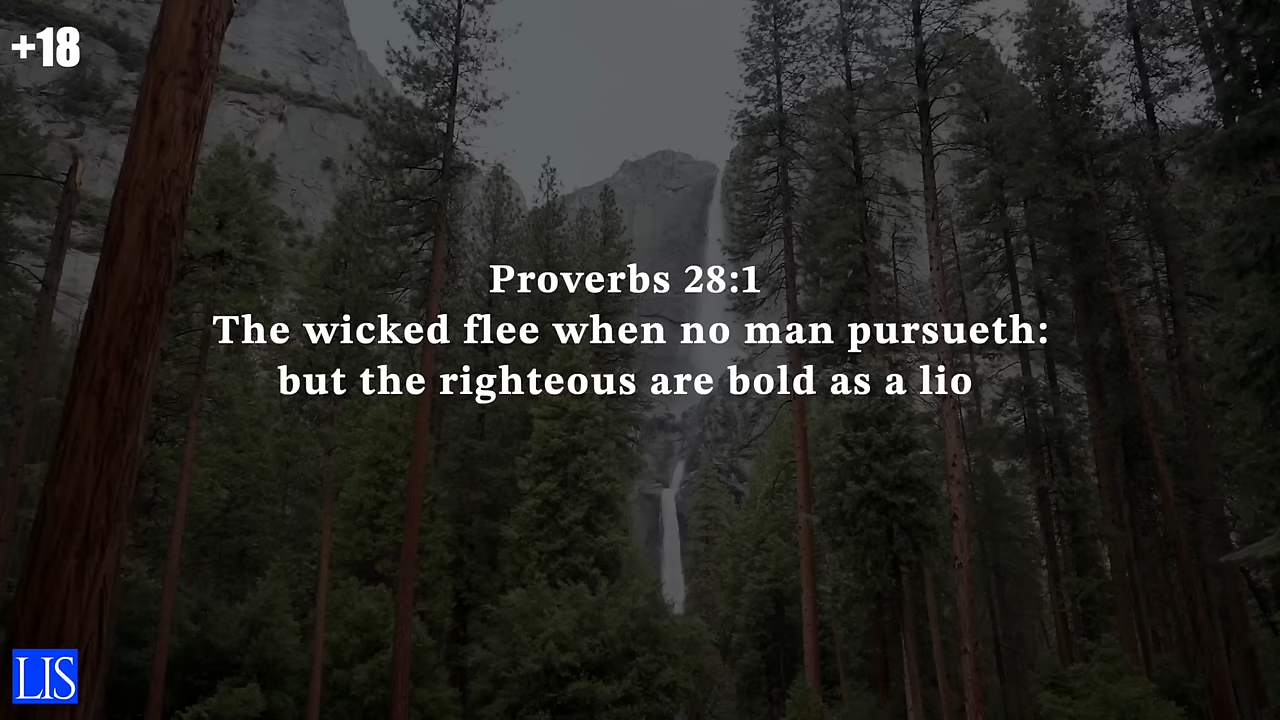 +18
Proverbs 28:1
The wicked flee when no man pursueth:
but the righteous are bold as a lio
LIS